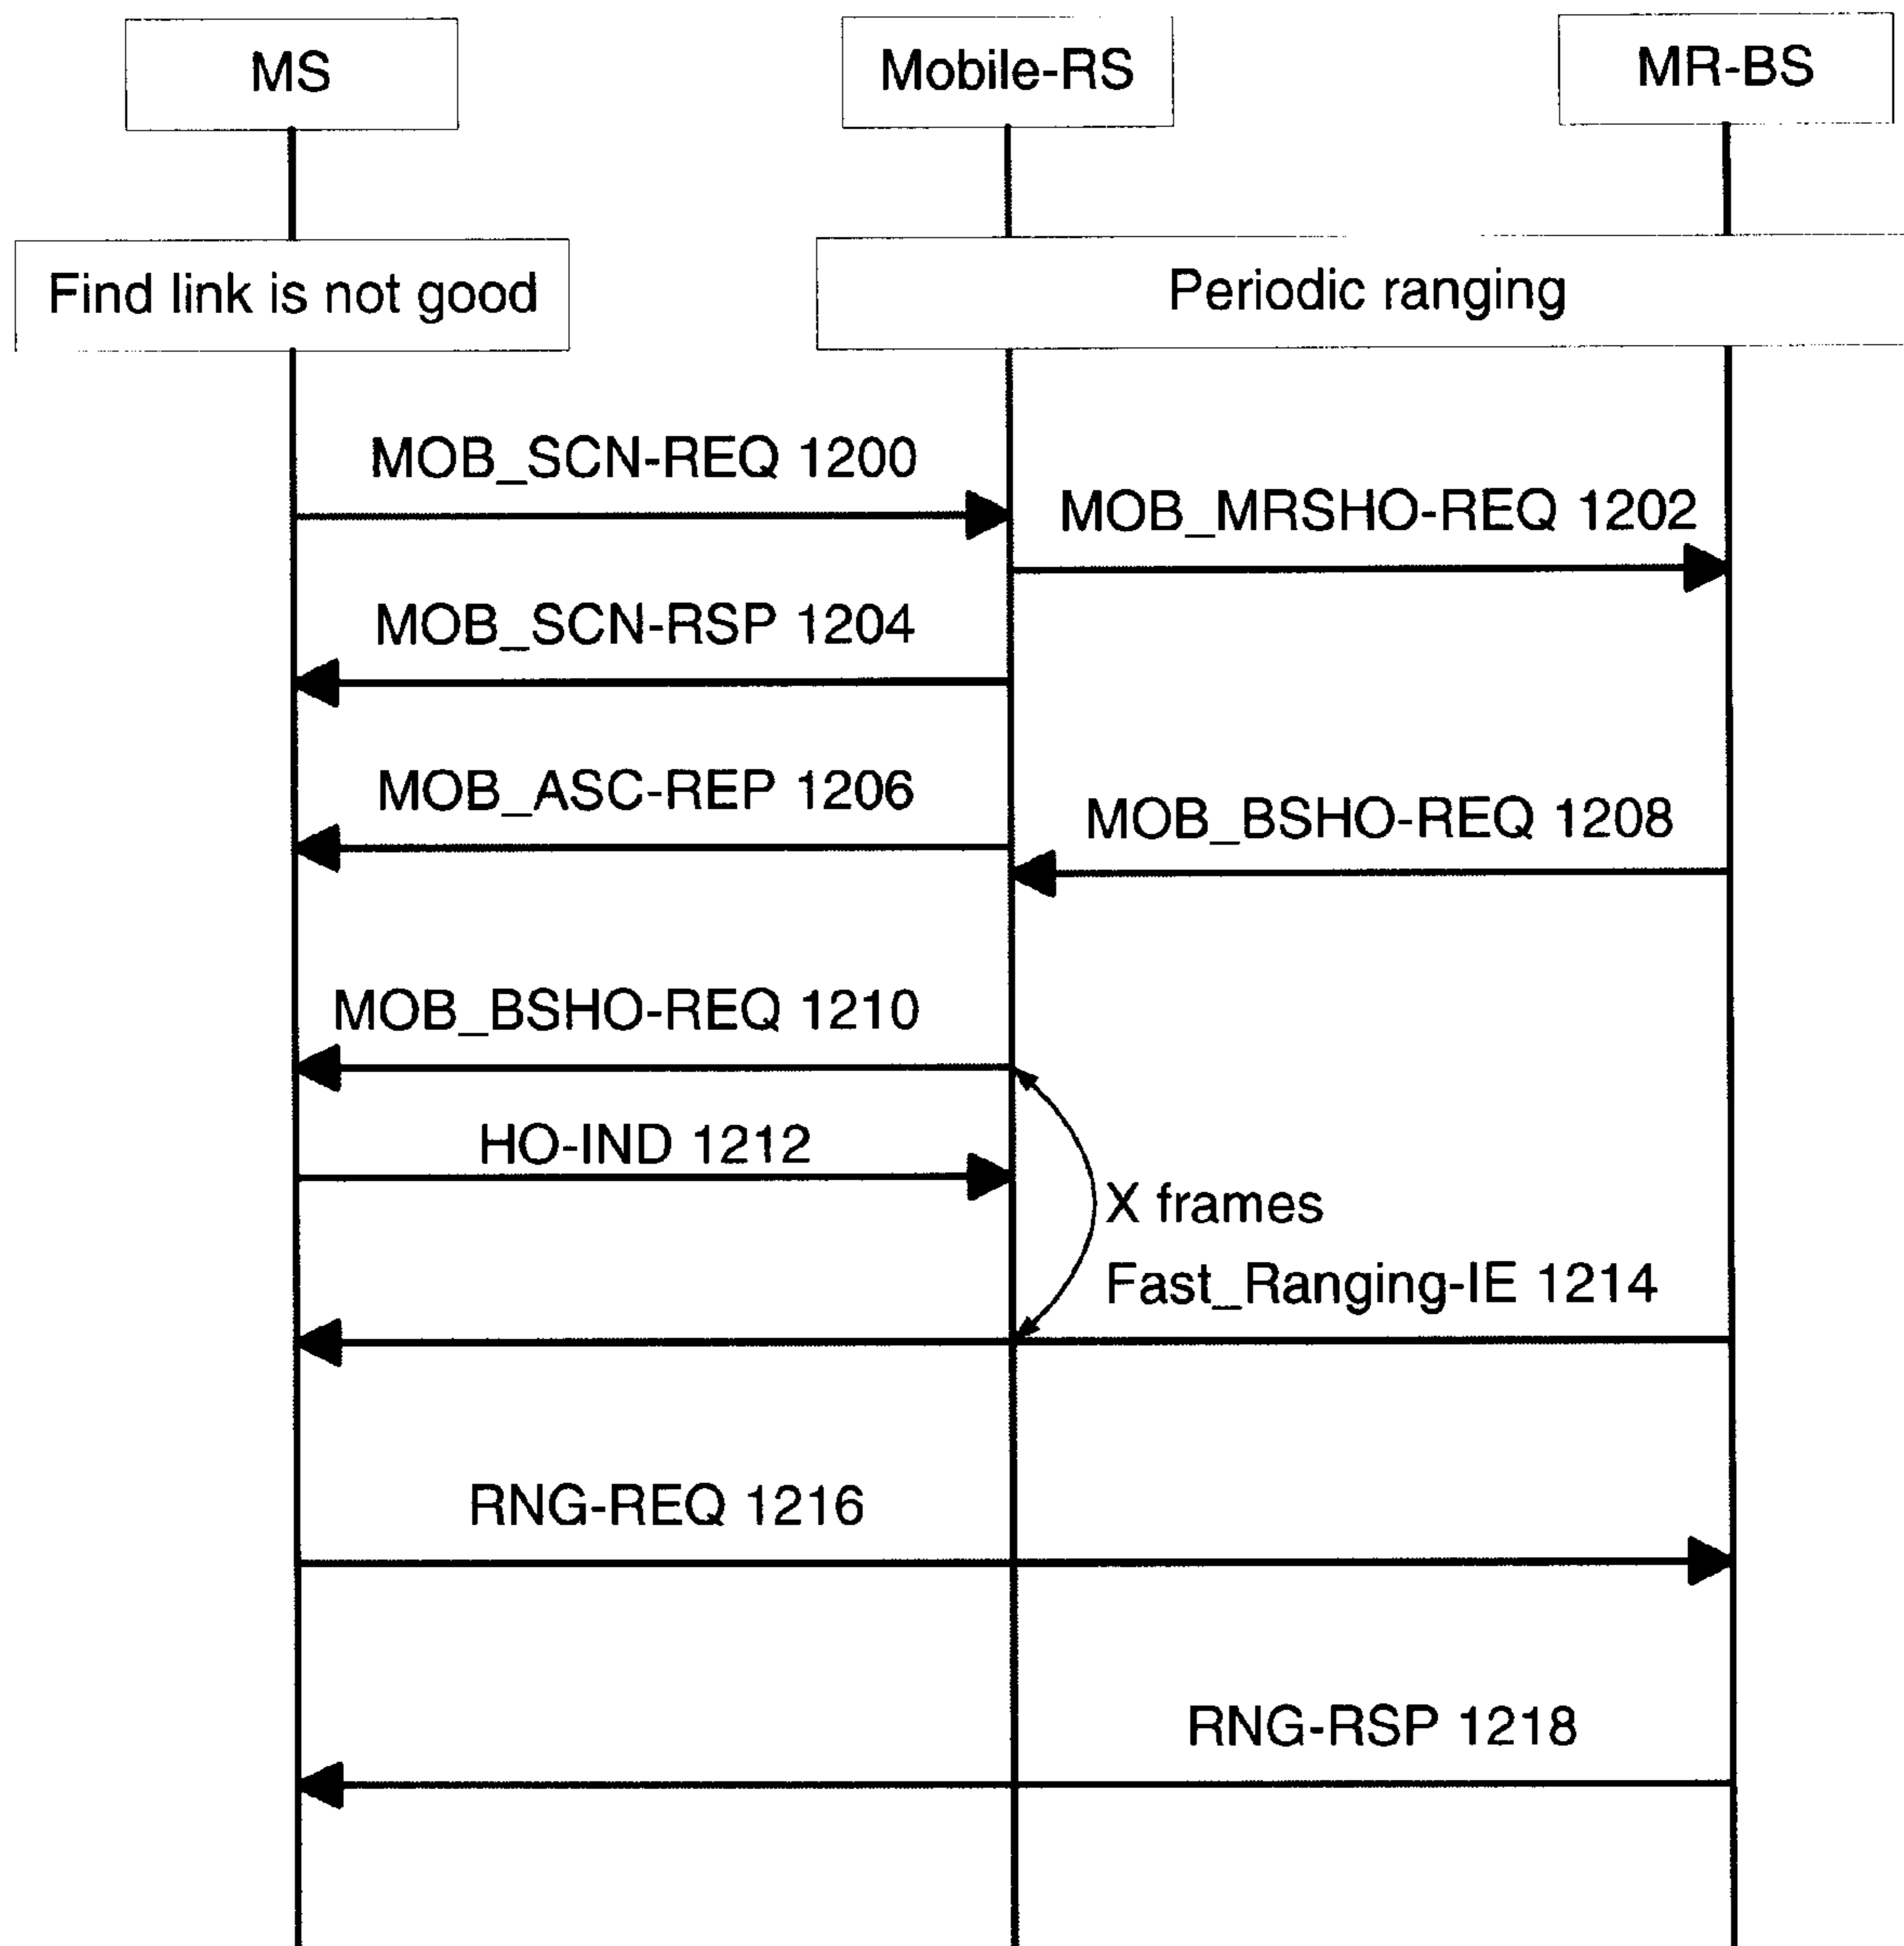 MS
Mobile-RS
MR-BS
Find link is not good
Periodic ranging
MOB_SCN-REQ 1200
MOB_MRSHO-REQ 1202
MOB_SCN-RSP 1204
MOB_ASC-REP 1206
MOB_BSHO-REQ 1208
MOB_BSHO-REQ 1210
HO-IND 1212
X frames
Fast_Ranging-IE 1214
RNG-REQ 1216
RNG-RSP 1218